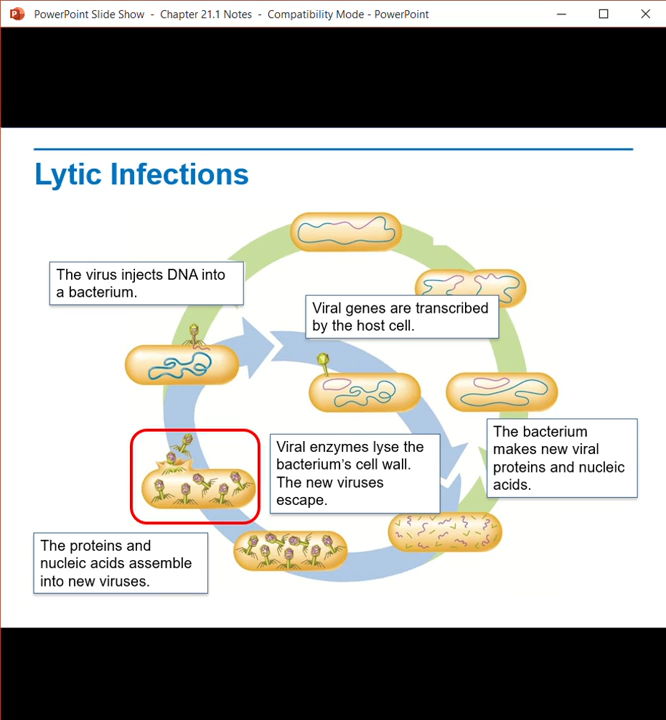 PowerPoint Slide Show - Chapter 21.1 Notes - Compatibility Mode - PowerPoint
Lytic Infections
The virus injects DNA into
a bacterium.
Viral genes are transcribed
by the host cell.
The bacterium
makes new viral
proteins and nucleic
acids.
Viral enzymes lyse the
bacterium's cell wall.
The new viruses
escape.
The proteins and
nucleic acids assemble
into new viruses.